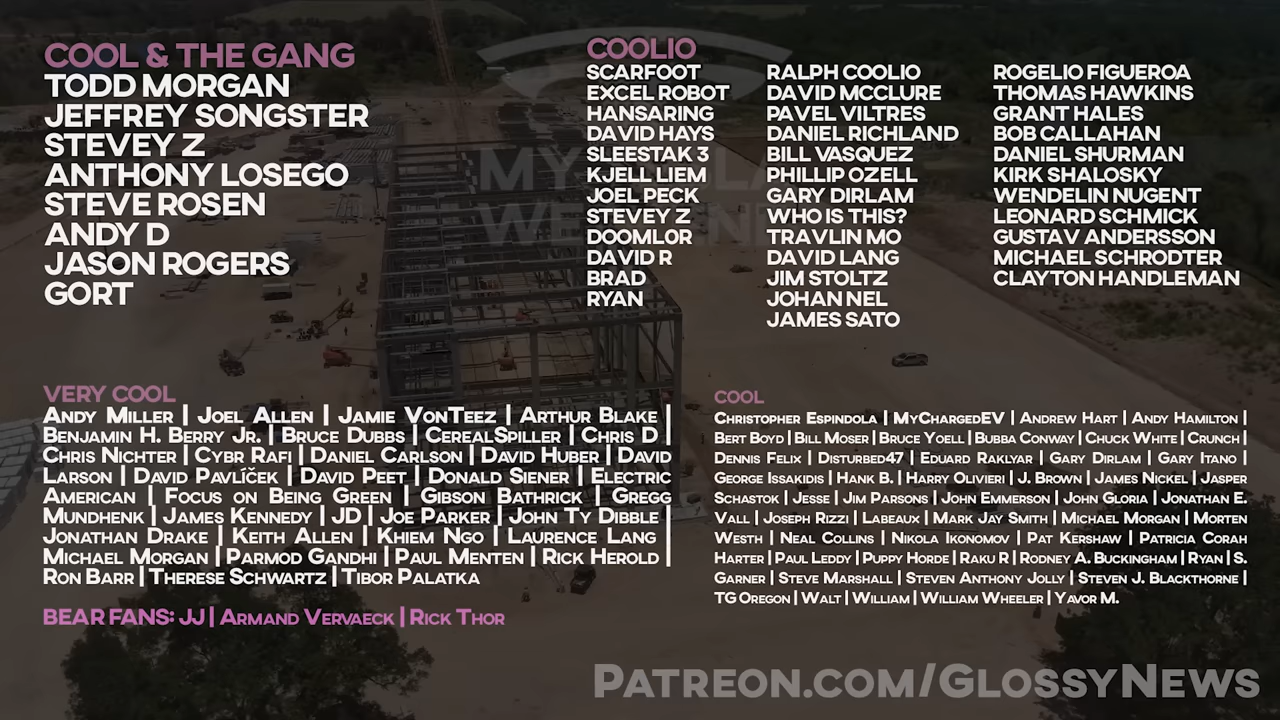 COOL & THE GANG
TODD MORGAN
JEFFREY SONGSTER
STEVEY Z
ANTHONY LOSEGO
STEVE ROSEN
ANDY D
JASON ROGERS
GORT
COOLIO
SCARFOOT
EXCEL ROBOT
HANSARING
DAVID HAYS
SLEESTAK 3
KJELL LIEM
JOEL PECK
STEVEY Z
DOOMLOR
DAVID R
BRAD
RYAN
RALPH COOLIO
DAVID MCCLURE
PAVEL VILTRES
DANIEL RICHLAND
BILL VASQUEZ
PHILLIP OZELL
GARY DIRLAM
WHO IS THIS?
TRAVLIN MO
DAVID LANG
JIM STOLTZ
JOHAN NEL
JAMES SATO
ROGELIO FIGUEROA
THOMAS HAWKINS
GRANT HALES
BOB CALLAHAN
DANIEL SHURMAN
KIRK SHALOSKY
WENDELIN NUGENT
LEONARD SCHMICK
GUSTAV ANDERSSON
MICHAEL SCHRODTER
CLAYTON HANDLEMAN
VERY COOL
ANDY MILLER | JOEL ALLEN | JAMIE VONTEEZ | ARTHUR BLAKE |
BENJAMIN H. BERRY JR. | BRUCE DUBBS | CEREALSPILLER | CHRIS D |
CHRIS NICHTER | CYBR RAFI | DANIEL CARLSON | DAVID HUBER | DAVID
LARSON | DAVID PAVLÍČEK | DAVID PEET | DONALD SIENER | ELECTRIC
AMERICAN | FOCUS ON BEING GREEN | GIBSON BATHRICK | GREGG
MUNDHENK | JAMES KENNEDY | JD | JOE PARKER | JOHN TY DIBBLE |
JONATHAN DRAKE | KEITH ALLEN | KHIEM NGO | LAURENCE LANG |
MICHAEL MORGAN | PARMOD GANDHI | PAUL MENTEN | RICK HEROLD |
RON BARR | THERESE SCHWARTZ | TIBOR PALATKA
BEAR FANS: JJ | ARMAND VERVAECK | RICK THOR
COOL
CHRISTOPHER ESPINDOLA | MYCHARGEDEV | ANDREW HART | ANDY HAMILTON |
BERT BOYD | BILL MOSER | BRUCE YOELL | BUBBA CONWAY | CHUCK WHITE | CRUNCH |
DENNIS FELIX | DISTURBED47 | EDUARD RAKLYAR | GARY DIRLAM | GARY ITANO |
GEORGE ISSAKIDIS | HANK B. | HARRY OLIVIERI | J. BROWN | JAMES NICKEL | JASPER
SCHASTOK | JESSE | JIM PARSONS | JOHN EMMERSON | JOHN GLORIA | JONATHAN E.
VALL | JOSEPH RIZZI | LABEAUX | MARK JAY SMITH | MICHAEL MORGAN | MORTEN
WESTH | NEAL COLLINS | NIKOLA IKONOMOV | PAT KERSHAW | PATRICIA CORAH
HARTER | PAUL LEDDY | PUPPY HORDE | RAKU R | RODNEY A. BUCKINGHAM | RYAN | S.
GARNER | STEVE MARSHALL | STEVEN ANTHONY JOLLY | STEVEN J. BLACKTHORNE |
TG OREGON | WALT | WILLIAM | WILLIAM WHEELER | YAVOR M.
PATREON.COM/GLOSSYNEWS